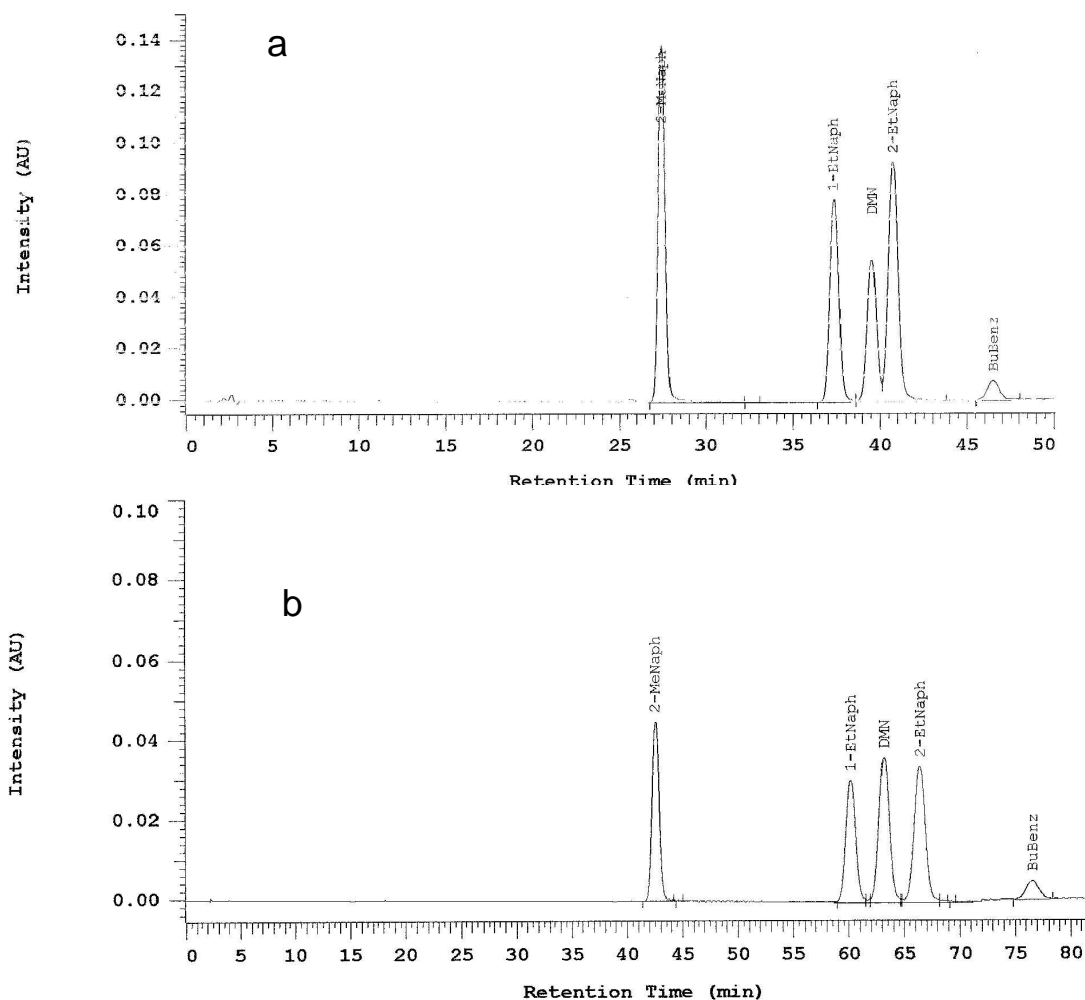 a
Intensity (AU)
0.14
0.12
0.10
0.08
0.06
0.04
0.02
0.00
2-MeNaph
1-EtNaph
DMN
2-EtNaph
BuBenz
0 5 10 15 20 25 30 35 40 45 50
Retention Time (min)
b
Intensity (AU)
0.10
0.08
0.06
0.04
0.02
0.00
2-MeNaph
1-EtNaph
DMN
2-EtNaph
BuBenz
0 5 10 15 20 25 30 35 40 45 50 55 60 65 70 75 80
Retention Time (min)